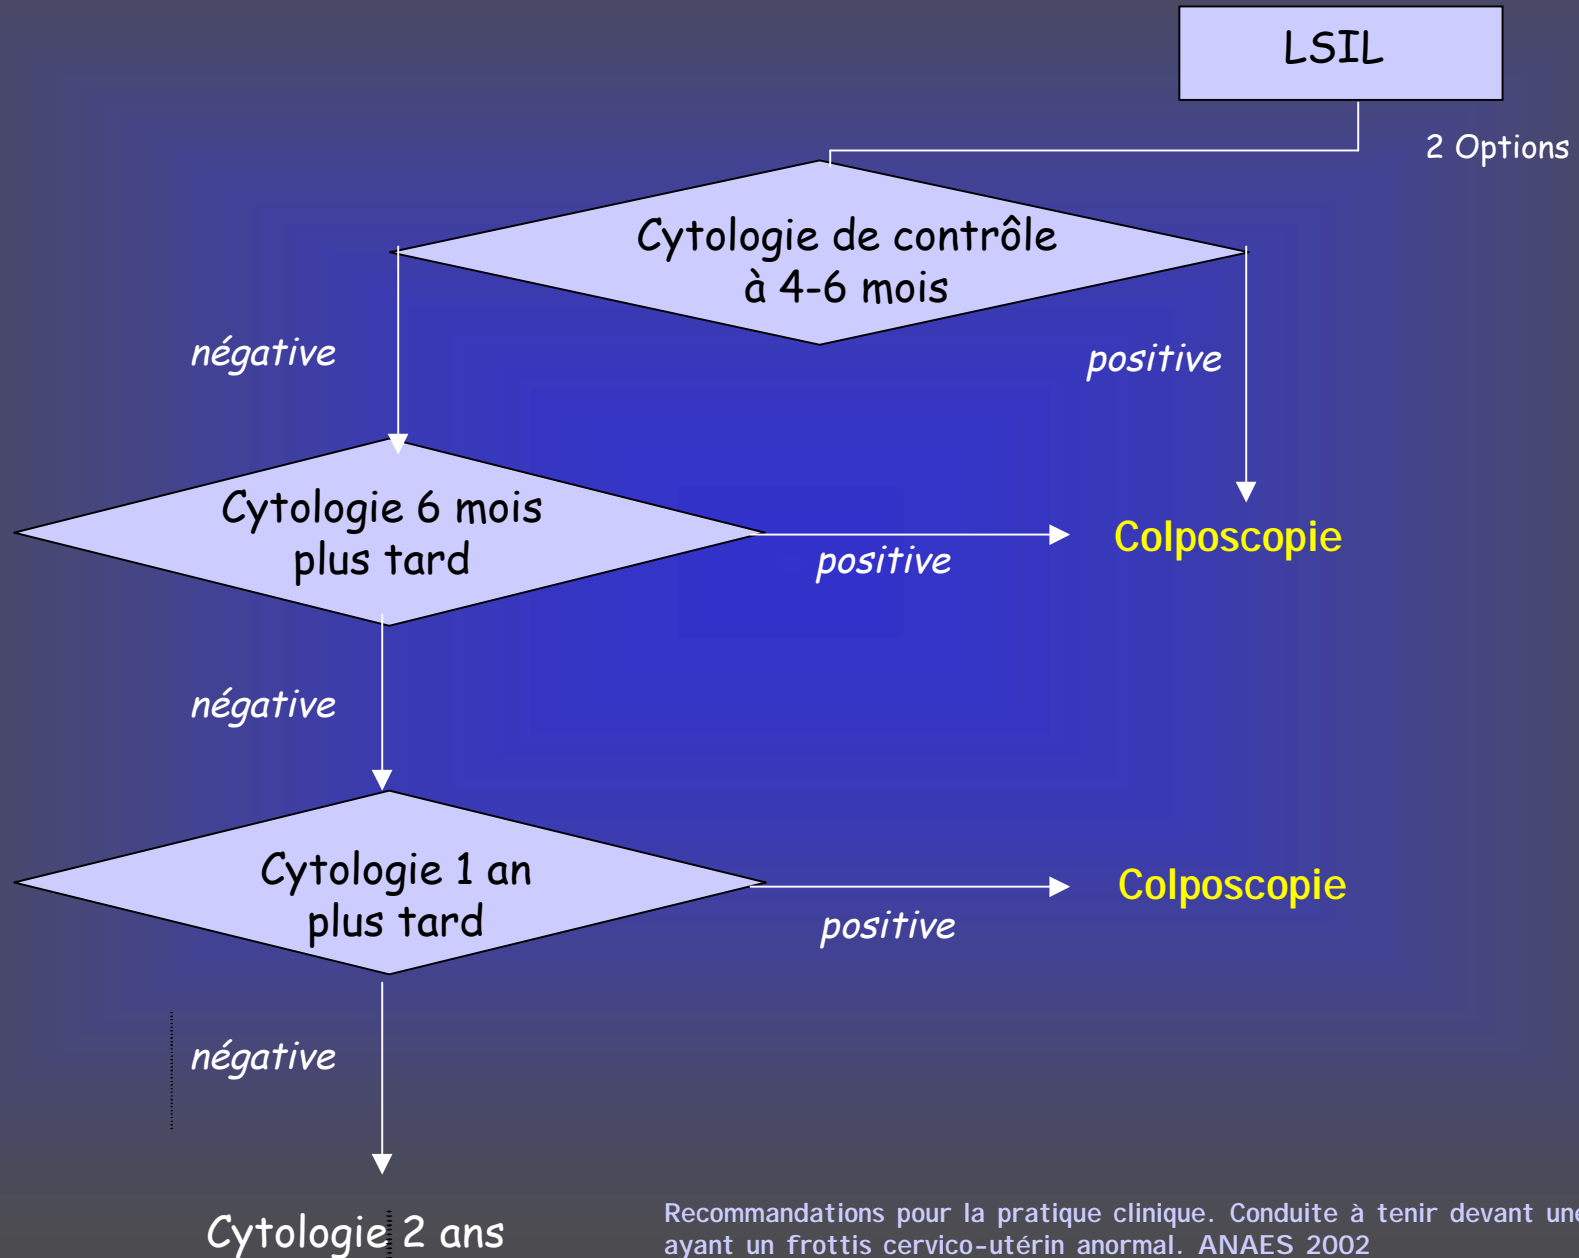 LSIL
2 Options
Cytologie de contrôle
à 4-6 mois
négative
positive
Cytologie 6 mois
plus tard
positive
Colposcopie
négative
Cytologie 1 an
plus tard
positive
Colposcopie
négative
Cytologie 2 ans
Recommandations pour la pratique clinique. Conduite à tenir devant une
ayant un frottis cervico-utérin anormal. ANAES 2002